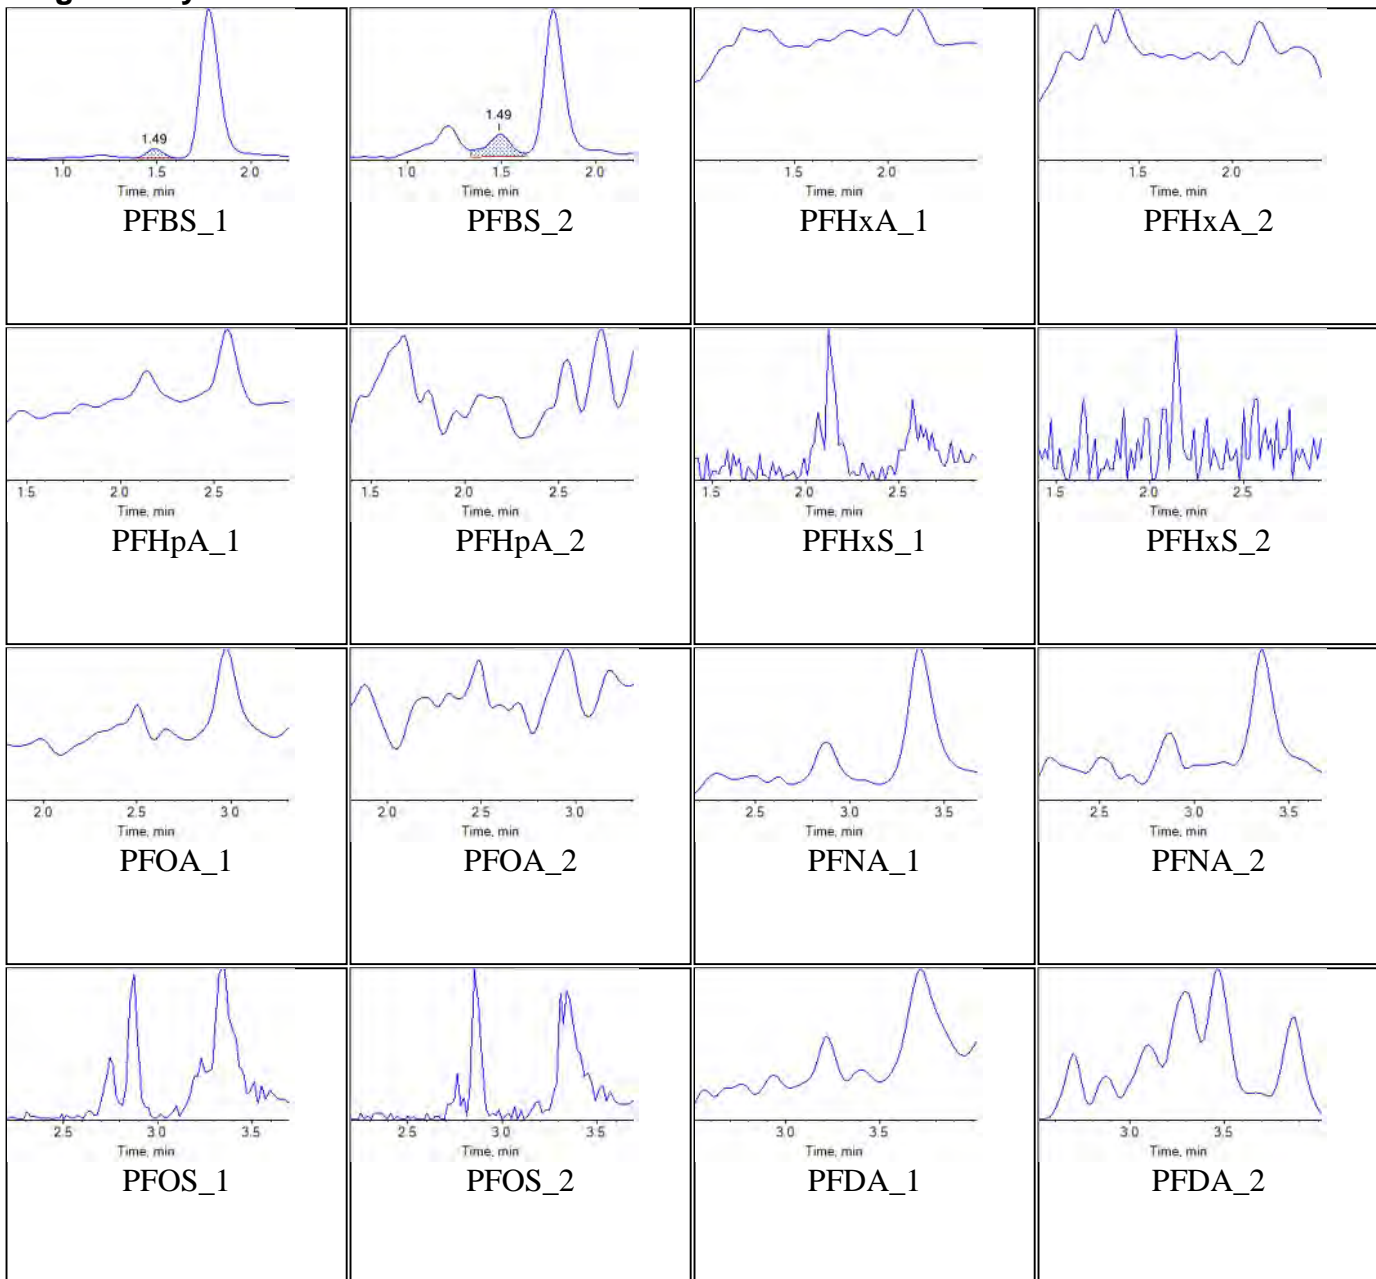 1.49
1.0 1.5 2.0
Time, min
PFBS_1
1.49
1.0 1.5 2.0
Time, min
PFBS_2
1.5 2.0
Time, min
PFHxA_1
1.5 2.0
Time, min
PFHxA_2
1.5 2.0 2.5
Time, min
PFHpA_1
1.5 2.0 2.5
Time, min
PFHpA_2
1.5 2.0 2.5
Time, min
PFHxS_1
1.5 2.0 2.5
Time, min
PFHxS_2
2.0 2.5 3.0
Time, min
PFOA_1
2.0 2.5 3.0
Time, min
PFOA_2
2.5 3.0 3.5
Time, min
PFNA_1
2.5 3.0 3.5
Time, min
PFNA_2
2.5 3.0 3.5
Time, min
PFOS_1
2.5 3.0 3.5
Time, min
PFOS_2
3.0 3.5
Time, min
PFDA_1
3.0 3.5
Time, min
PFDA_2